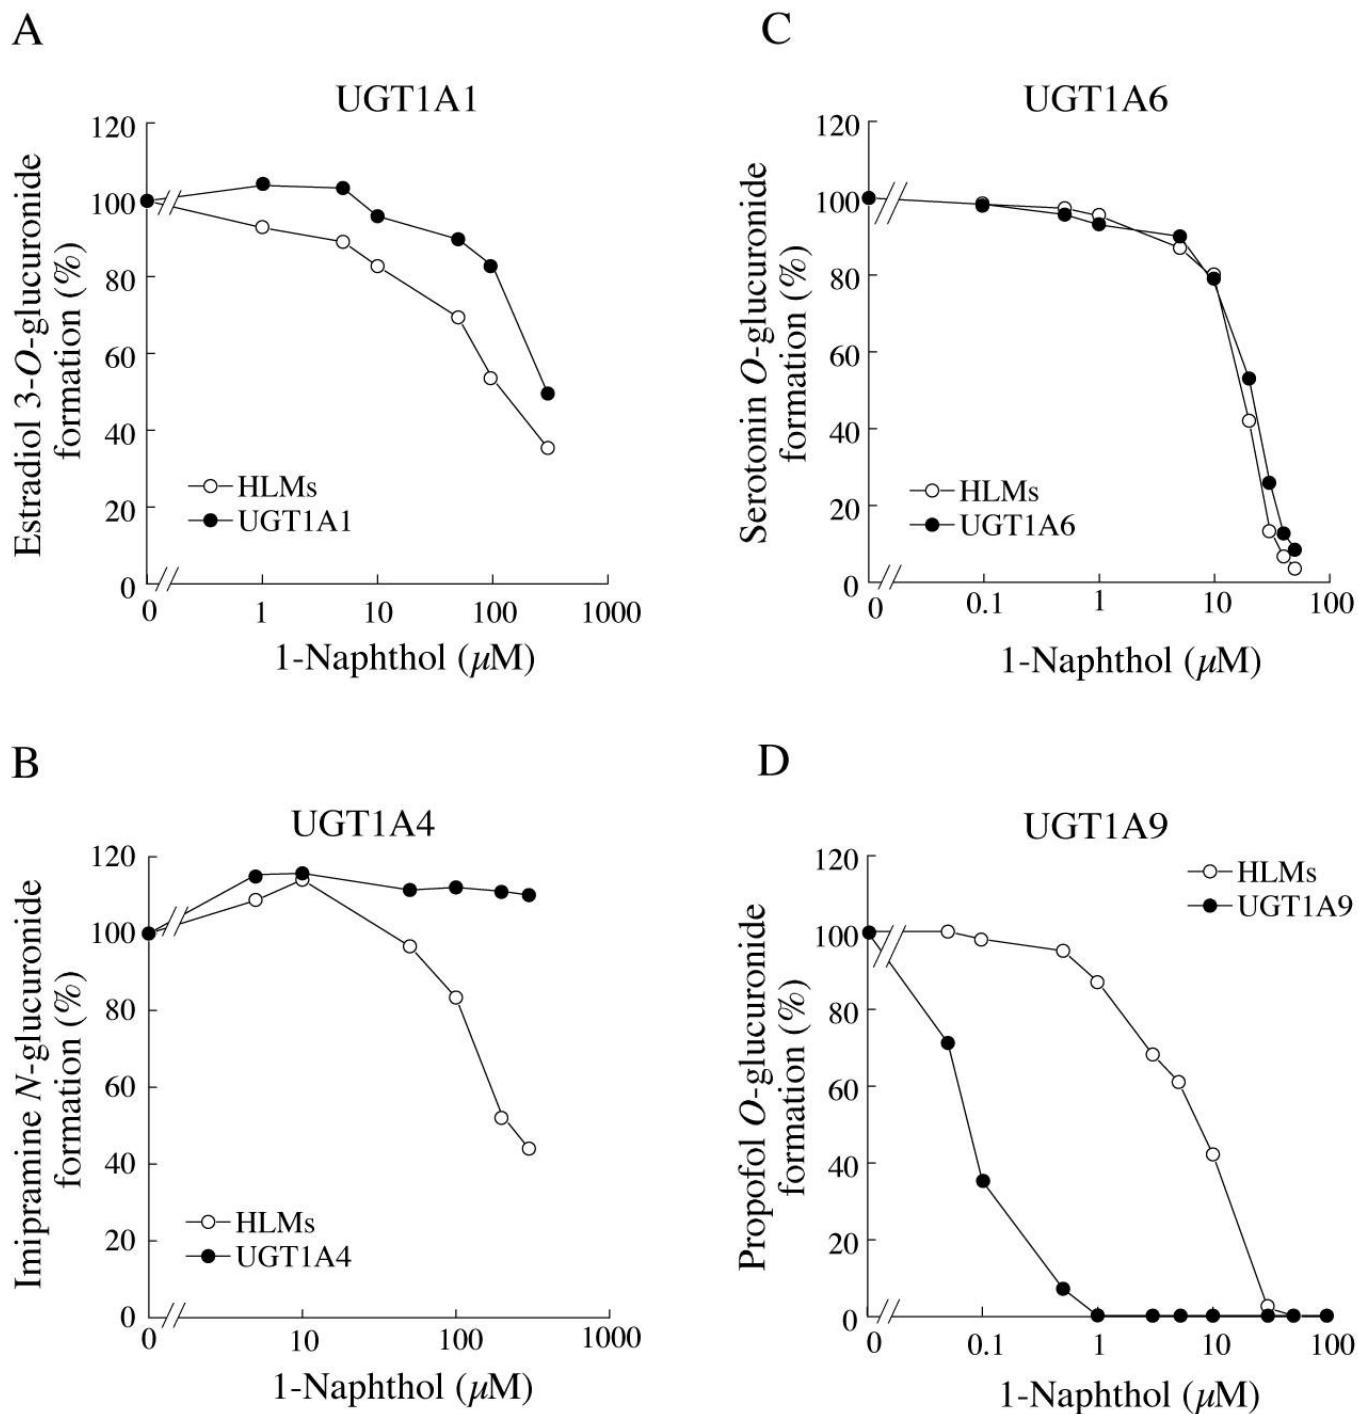 A
UGT1A1
Estradiol 3-O-glucuronide
formation (%)
120
100
80
60
40
20
0
HLMs
UGT1A1
0 1 10 100 1000
1-Naphthol (μM)
C
UGT1A6
Serotonin O-glucuronide
formation (%)
120
100
80
60
40
20
0
HLMs
UGT1A6
0 0.1 1 10 100
1-Naphthol (μM)
B
UGT1A4
Imipramine N-glucuronide
formation (%)
120
100
80
60
40
20
0
HLMs
UGT1A4
0 10 100 1000
1-Naphthol (μM)
D
UGT1A9
Propofol O-glucuronide
formation (%)
120
100
80
60
40
20
0
HLMs
UGT1A9
0 0.1 1 10 100
1-Naphthol (μM)